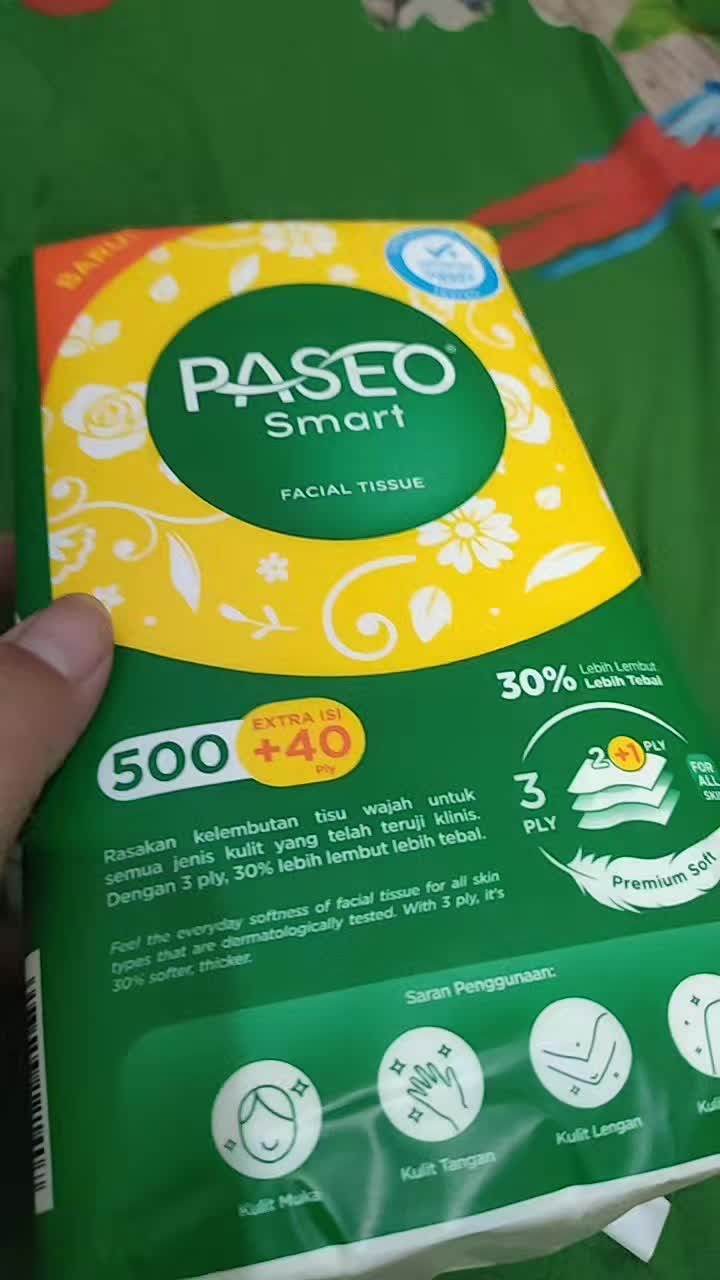 BARU
PASEO
Smart
FACIAL TISSUE
30% Lebih Lembut
Lebih Tebal
500
EXTRA ISI
+40
Ply
2 +1 PLY
3
PLY
FOR
ALL
Premium Soft
Rasakan kelembutan tisu wajah untuk
semua jenis kulit yang telah teruji klinis.
Dengan 3 ply, 30% lebih lembut lebih tebal.
Feel the everyday softness of facial tissue for all skin
types that are dermatologically tested. With 3 ply, it's
30% softer, thicker.
Saran Penggunaan:
Kulit Muka
Kulit Tangan
Kulit Lengan